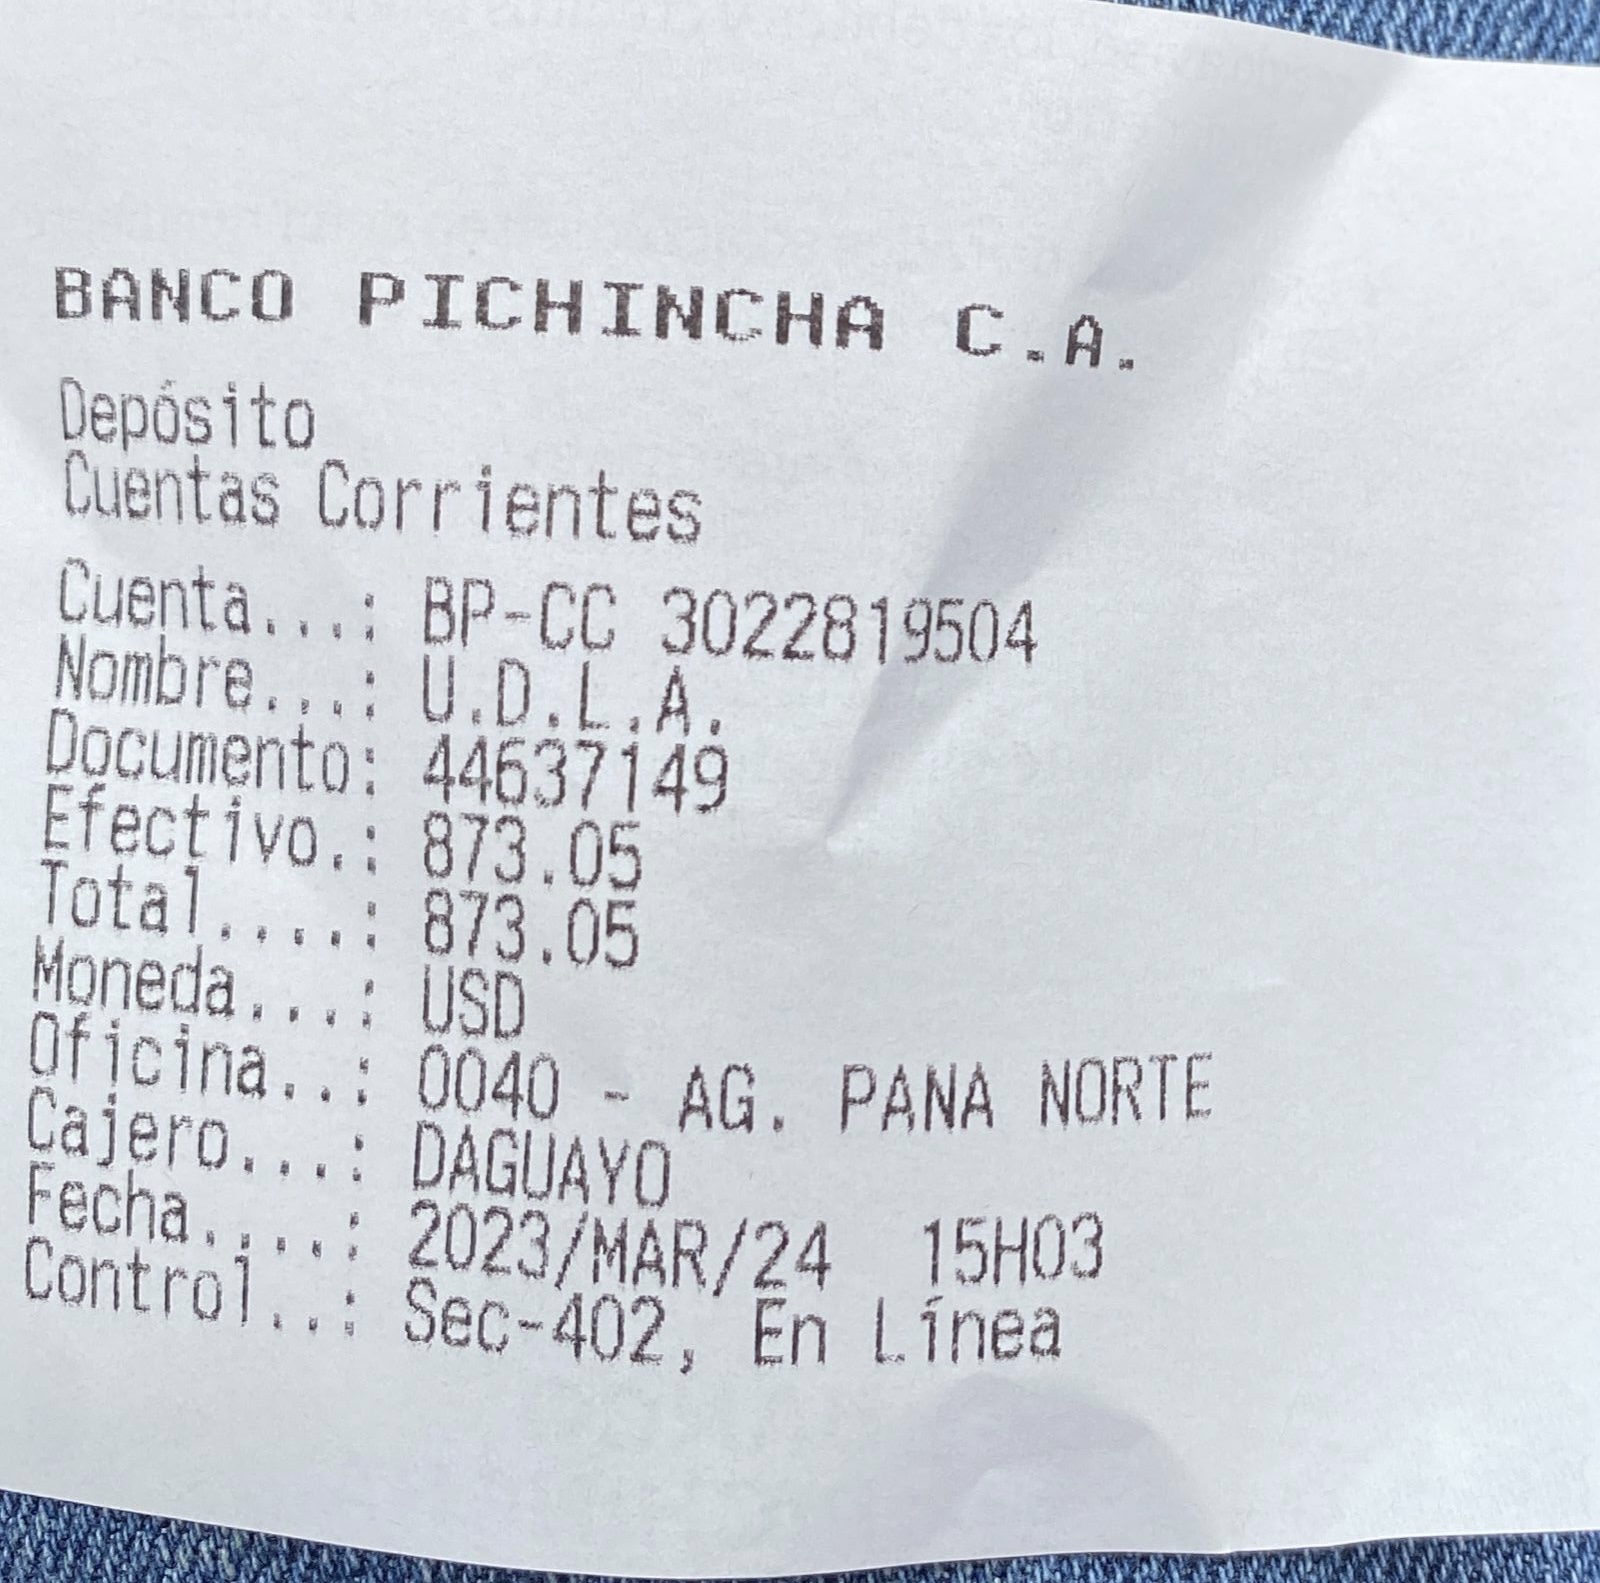 BANCO PICHINCHA C.A.
Depósito
Cuentas Corrientes
Cuenta...: BP-CC 3022819504
Nombre...: U.D.L.A.
Documento: 44637149
Efectivo.: 873.05
Total....: 873.05
Moneda...: USD
Oficina..: 0040 - AG. PANA NORTE
Cajero...: DAGUAYO
Fecha....: 2023/MAR/24  15H03
Control..: Sec-402, En Línea